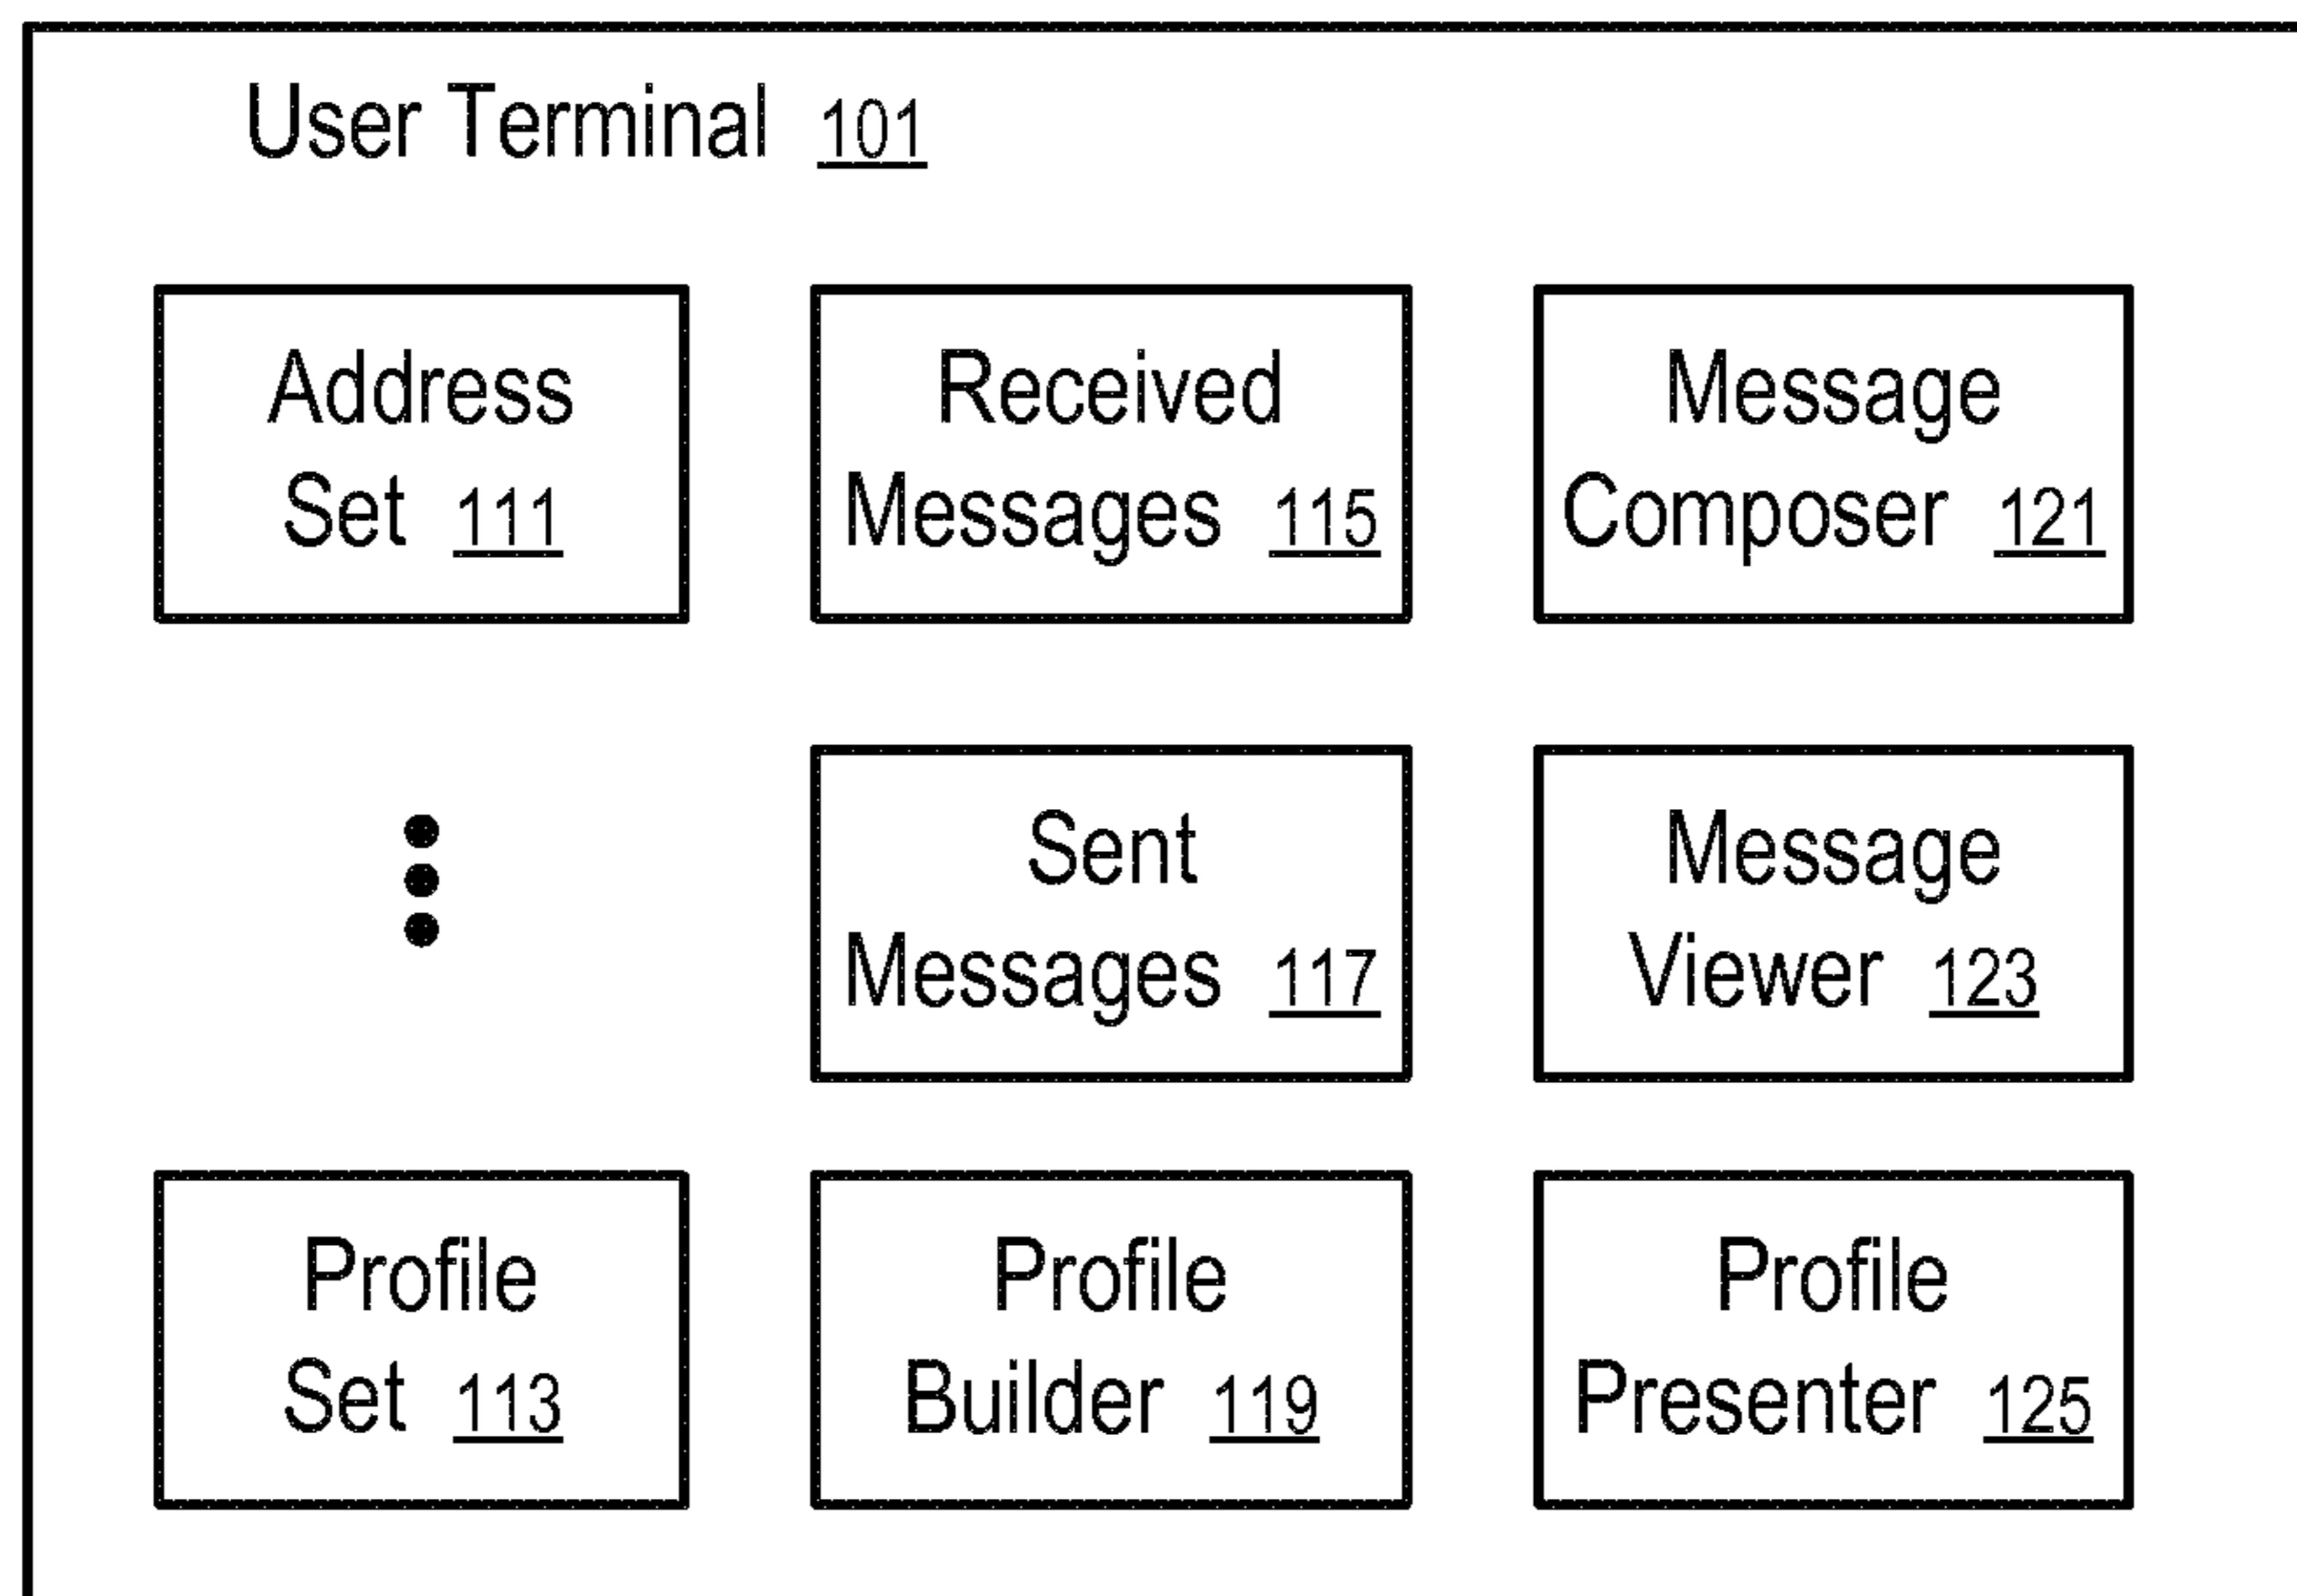 User Terminal 101
Address
Set 111
Received
Messages 115
Message
Composer 121
Sent
Messages 117
Message
Viewer 123
Profile
Set 113
Profile
Builder 119
Profile
Presenter 125